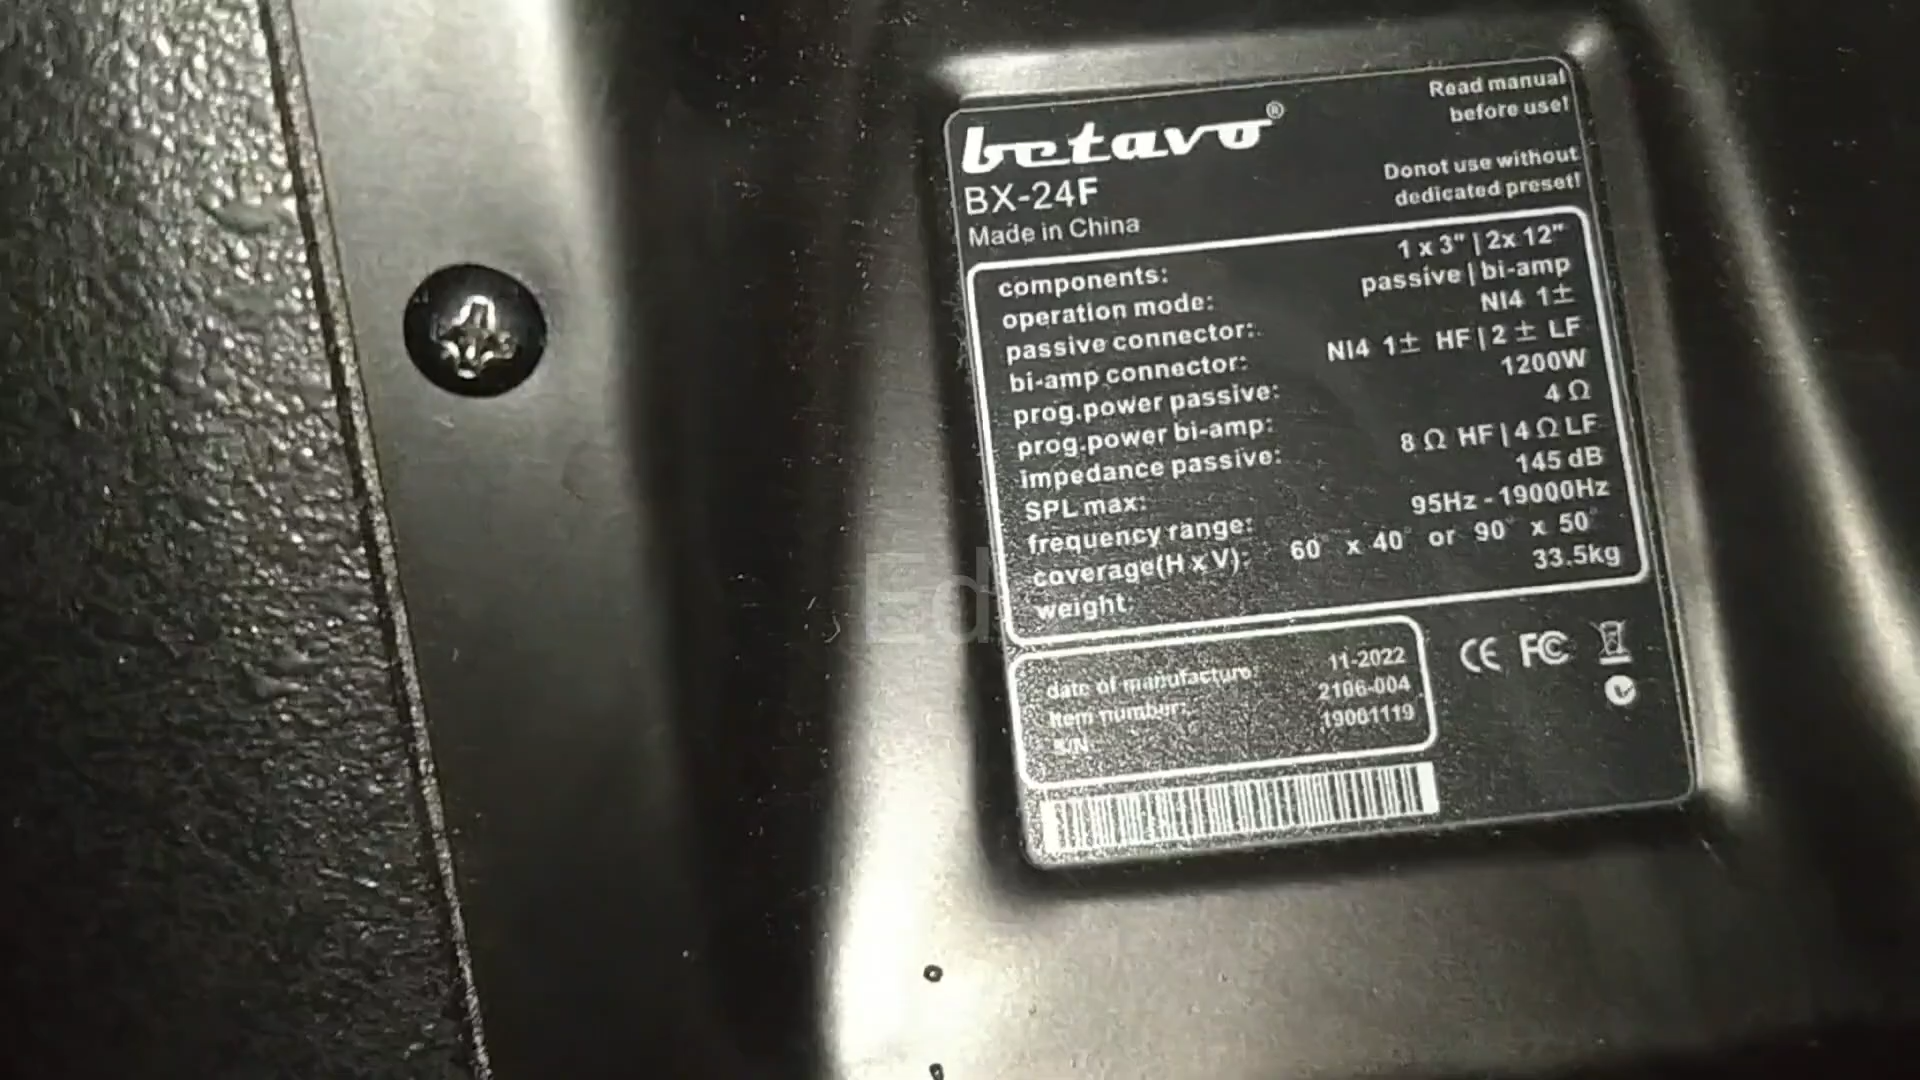 betavo®
BX-24F
Made in China
Read manual
before use!
Donot use without
dedicated preset!
components: 1 x 3" | 2x 12"
operation mode: passive | bi-amp
passive connector: NI4 1±
bi-amp connector: NI4 1± HF | 2 ± LF
prog.power passive: 1200W
prog.power bi-amp: 4 Ω
impedance passive: 8 Ω HF | 4 Ω LF
SPL max: 145 dB
frequency range: 95Hz - 19000Hz
coverage(H x V): 60° x 40° or 90° x 50°
weight: 33.5kg
date of manufacture: 11-2022
Item number: 2106-004
S/N: 19001119
CE FC